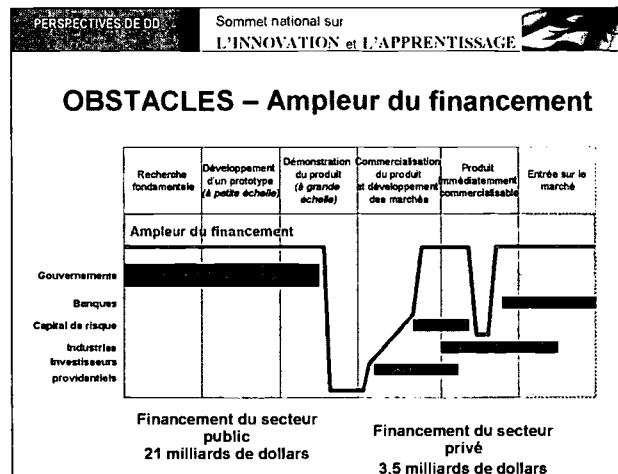 PERSPECTIVES DE DD
Sommet national sur
L'INNOVATION et L'APPRENTISSAGE
OBSTACLES – Ampleur du financement
Recherche
fondamentale
Développement
d'un prototype
(à petite échelle)
Démonstration
du produit
(à grande
échelle)
Commercialisation
du produit
et développement
des marchés
Produit
immédiatemment
commercialisable
Entrée sur le
marché
Ampleur du financement
Gouvernements
Banques
Capital de risque
Industries
Investisseurs
providentiels
Financement du secteur
public
21 milliards de dollars
Financement du secteur
privé
3,5 milliards de dollars